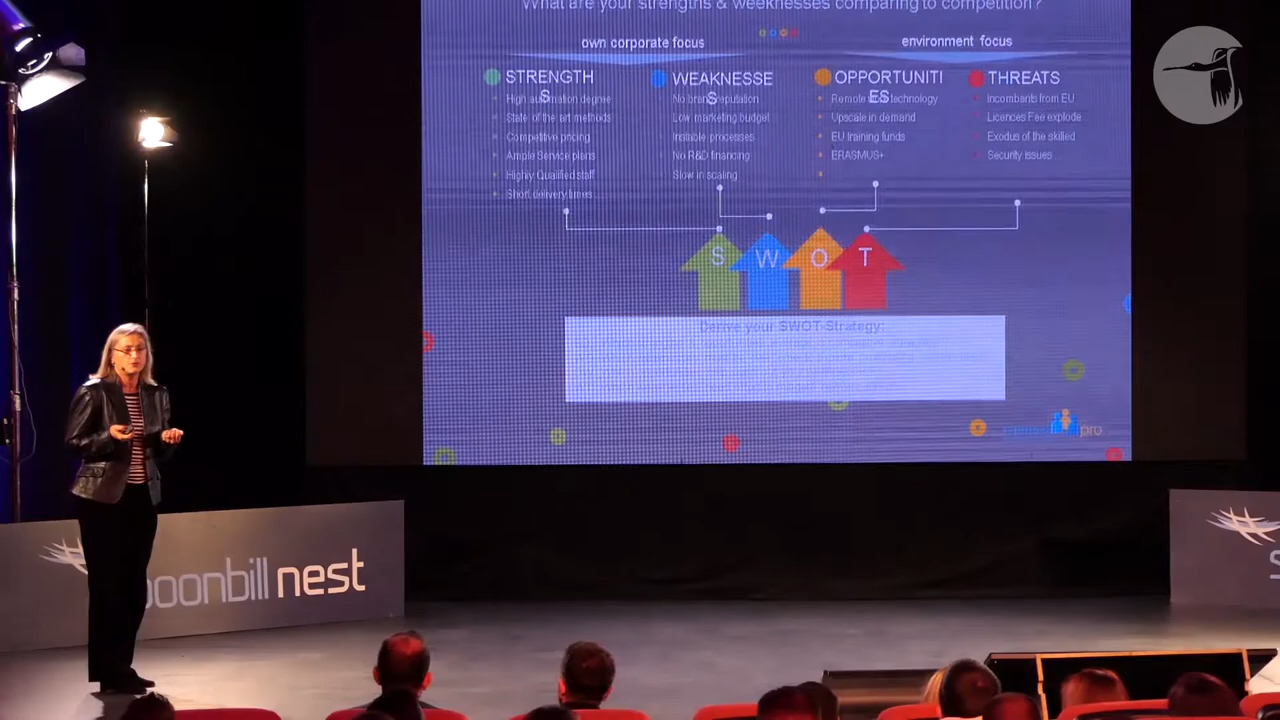 What are your strengths & weaknesses comparing to competition?
own corporate focus
environment focus
STRENGTH
S
High automation degree
State of the art methods
Competitive pricing
Ample Service plans
Highly Qualified staff
Short delivery times
WEAKNESSE
S
No brand reputation
Low marketing budget
Instable processes
No R&D financing
Slow in scaling
OPPORTUNITI
ES
Remote technology
Upscale in demand
EU training funds
ERASMUS+
THREATS
Incombants from EU
Licences Fee explode
Exodus of the skilled
Security issues
S
W
O
T
Derive your SWOT-Strategy:
pro
poonbill nest
S